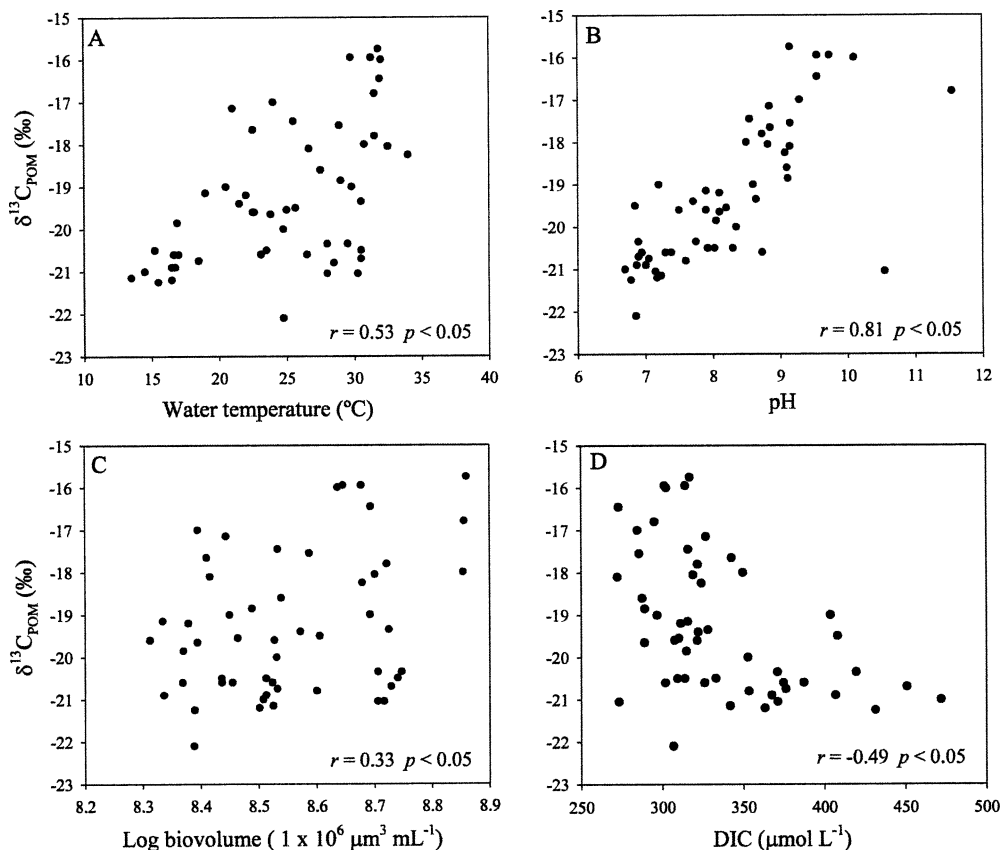 A
B
-15
-16
-17
-18
-19
-20
-21
-22
-23
δ¹³C_POM (‰)
r = 0.53 p < 0.05
10 15 20 25 30 35 40
Water temperature (ºC)
-15
-16
-17
-18
-19
-20
-21
-22
-23
r = 0.81 p < 0.05
6 7 8 9 10 11 12
pH
C
D
-15
-16
-17
-18
-19
-20
-21
-22
-23
δ¹³C_POM (‰)
r = 0.33 p < 0.05
8.2 8.3 8.4 8.5 8.6 8.7 8.8 8.9
Log biovolume ( 1 x 10⁶ µm³ mL⁻¹)
-15
-16
-17
-18
-19
-20
-21
-22
-23
r = -0.49 p < 0.05
250 300 350 400 450 500
DIC (µmol L⁻¹)